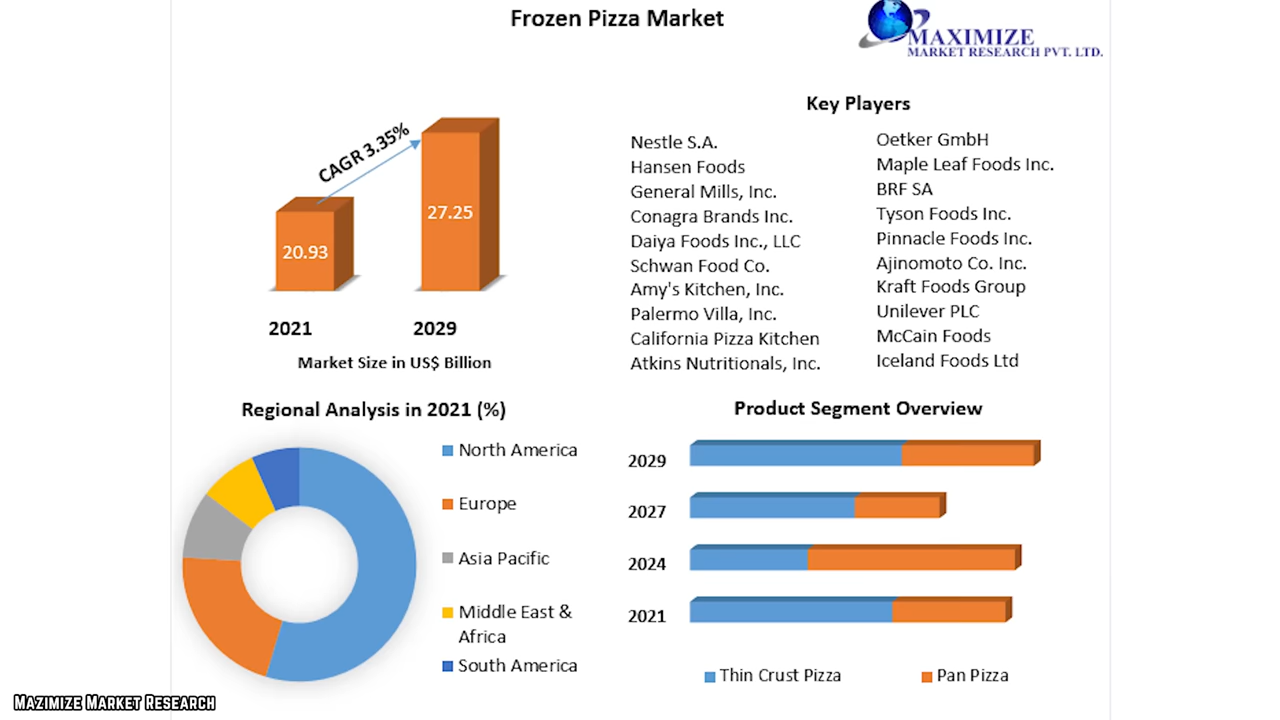 Frozen Pizza Market
MAXIMIZE
MARKET RESEARCH PVT. LTD.
CAGR 3.35%
20.93
27.25
2021
2029
Market Size in US$ Billion
Key Players
Nestle S.A.
Hansen Foods
General Mills, Inc.
Conagra Brands Inc.
Daiya Foods Inc., LLC
Schwan Food Co.
Amy's Kitchen, Inc.
Palermo Villa, Inc.
California Pizza Kitchen
Atkins Nutritionals, Inc.
Oetker GmbH
Maple Leaf Foods Inc.
BRF SA
Tyson Foods Inc.
Pinnacle Foods Inc.
Ajinomoto Co. Inc.
Kraft Foods Group
Unilever PLC
McCain Foods
Iceland Foods Ltd
Regional Analysis in 2021 (%)
North America
Europe
Asia Pacific
Middle East &
Africa
South America
Product Segment Overview
2029
2027
2024
2021
Thin Crust Pizza
Pan Pizza
Mazimize Market Research